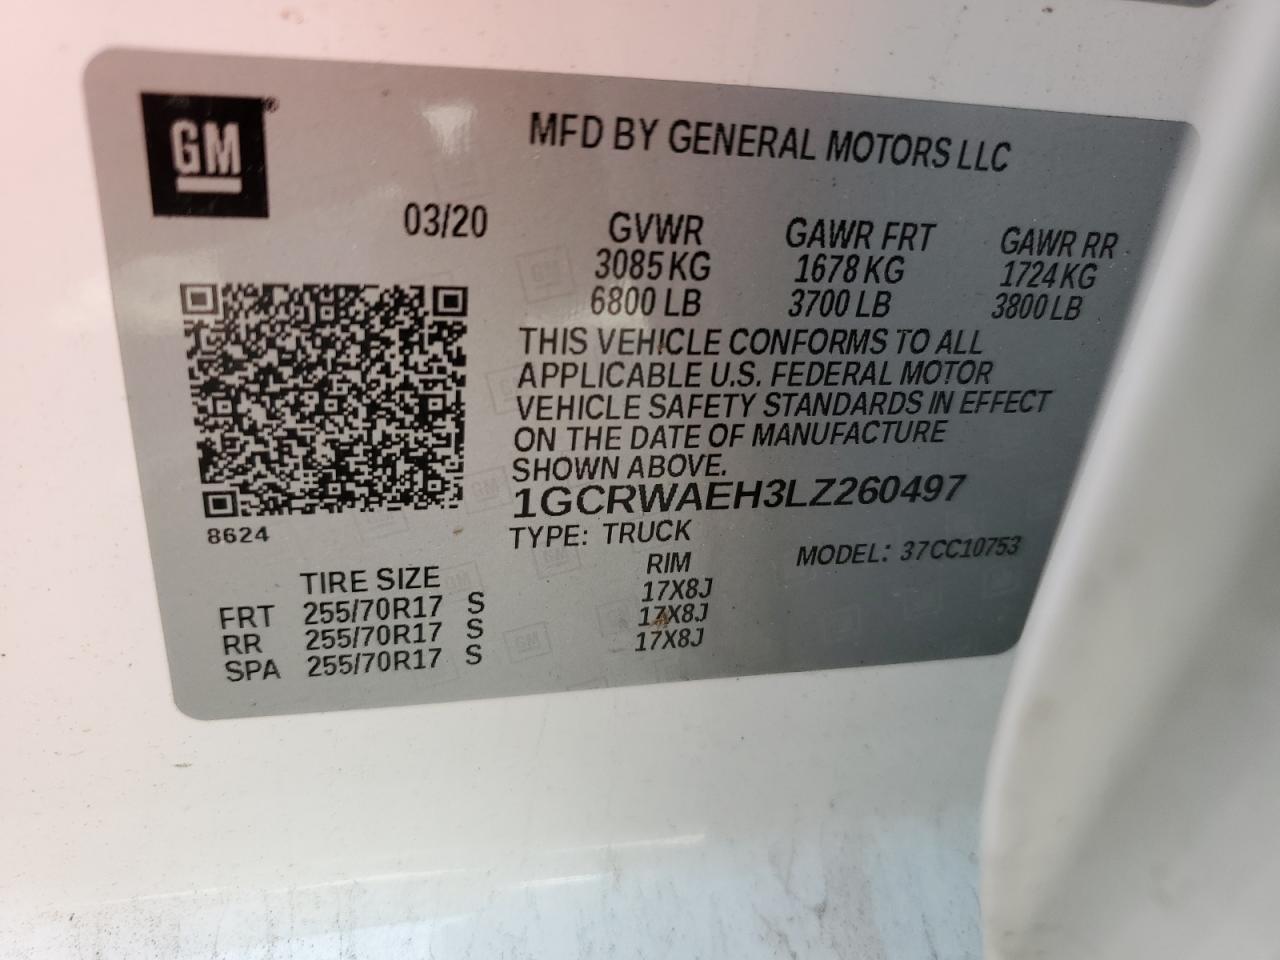 GM®
MFD BY GENERAL MOTORS LLC
03/20
GVWR GAWR FRT GAWR RR
3085 KG 1678 KG 1724 KG
6800 LB 3700 LB 3800 LB
THIS VEHICLE CONFORMS TO ALL
APPLICABLE U.S. FEDERAL MOTOR
VEHICLE SAFETY STANDARDS IN EFFECT
ON THE DATE OF MANUFACTURE
SHOWN ABOVE.
1GCRWAEH3LZ260497
8624
TYPE: TRUCK MODEL: 37CC10753
TIRE SIZE RIM
FRT 255/70R17 S 17X8J
RR 255/70R17 S 17X8J
SPA 255/70R17 S 17X8J